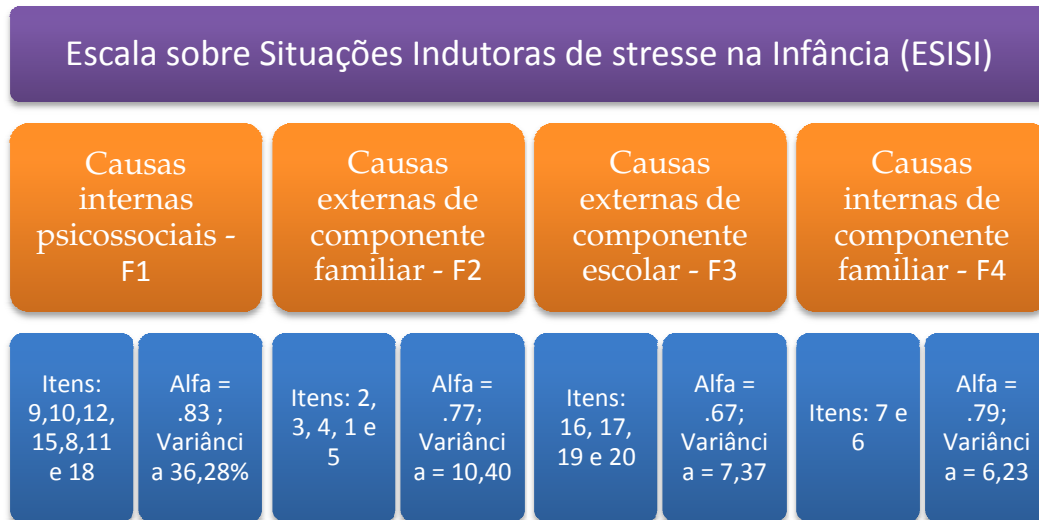 Escala sobre Situações Indutoras de stresse na Infância (ESISI)
Causas
internas
psicossociais -
F1
Causas
externas de
componente
familiar - F2
Causas
externas de
componente
escolar - F3
Causas
internas de
componente
familiar - F4
Itens:
9,10,12,
15,8,11
e 18
Alfa =
.83 ;
Variânci
a 36,28%
Itens: 2,
3, 4, 1 e
5
Alfa =
.77;
Variânci
a = 10,40
Itens:
16, 17,
19 e 20
Alfa =
.67;
Variânci
a = 7,37
Itens: 7 e
6
Alfa =
.79;
Variânci
a = 6,23